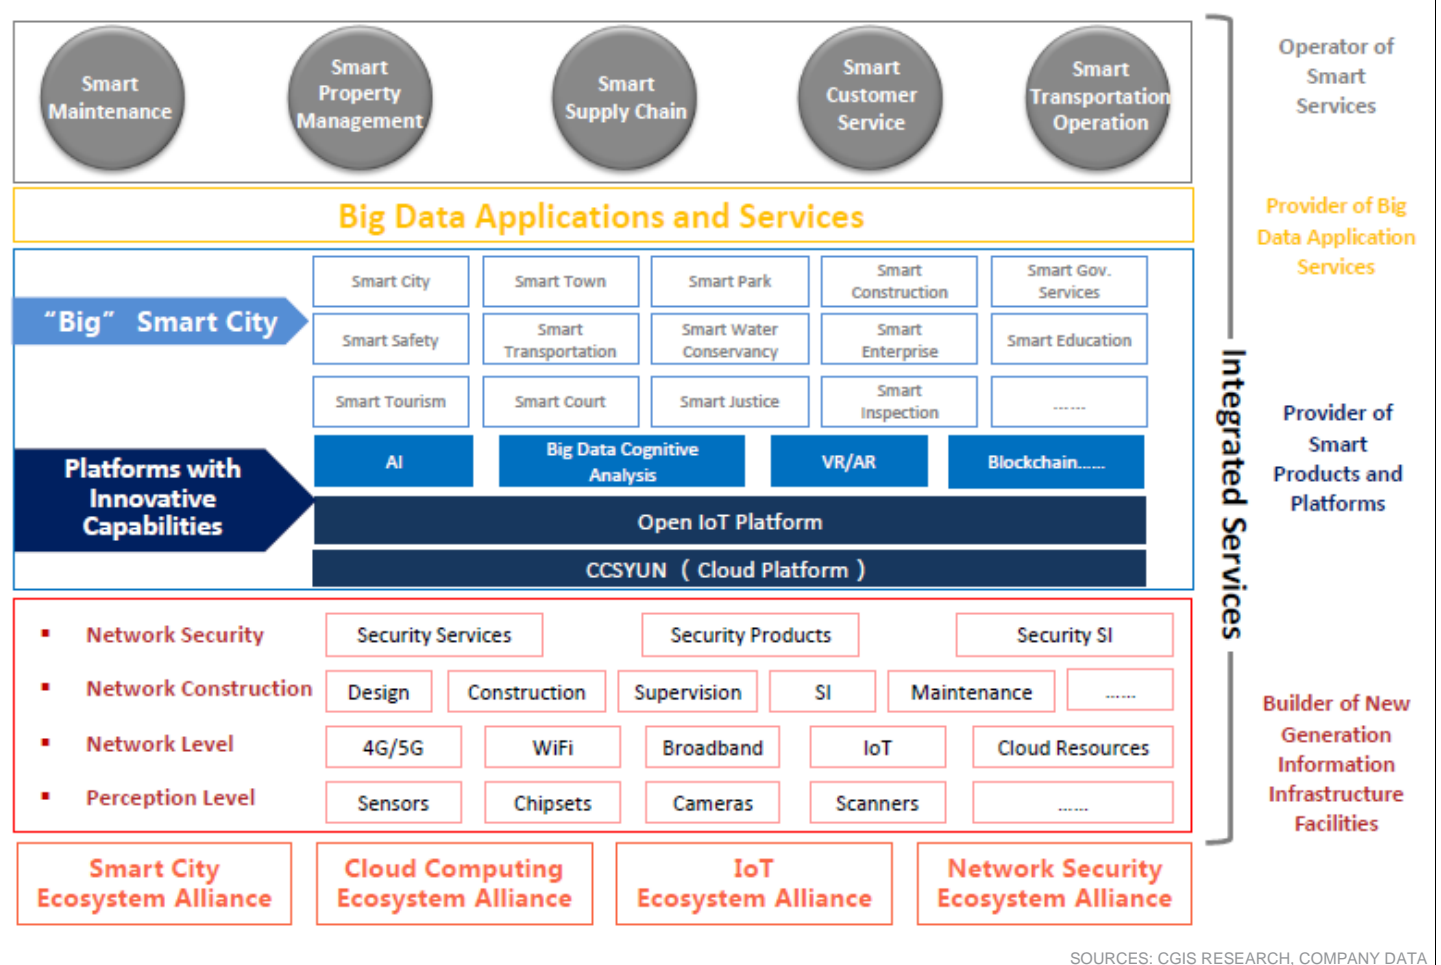 Smart
Maintenance
Smart
Property
Management
Smart
Supply Chain
Smart
Customer
Service
Smart
Transportation
Operation
Operator of
Smart
Services
Big Data Applications and Services
Provider of Big
Data Application
Services
“Big” Smart City
Smart City
Smart Town
Smart Park
Smart
Construction
Smart Gov.
Services
Smart Safety
Smart
Transportation
Smart Water
Conservancy
Smart
Enterprise
Smart Education
Smart Tourism
Smart Court
Smart Justice
Smart
Inspection
......
Platforms with
Innovative
Capabilities
AI
Big Data Cognitive
Analysis
VR/AR
Blockchain......
Open IoT Platform
CCSYUN ( Cloud Platform )
Integrated Services
Provider of
Smart
Products and
Platforms
▪ Network Security
Security Services
Security Products
Security SI
▪ Network Construction
Design
Construction
Supervision
SI
Maintenance
......
▪ Network Level
4G/5G
WiFi
Broadband
IoT
Cloud Resources
▪ Perception Level
Sensors
Chipsets
Cameras
Scanners
......
Builder of New
Generation
Information
Infrastructure
Facilities
Smart City
Ecosystem Alliance
Cloud Computing
Ecosystem Alliance
IoT
Ecosystem Alliance
Network Security
Ecosystem Alliance
SOURCES: CGIS RESEARCH, COMPANY DATA